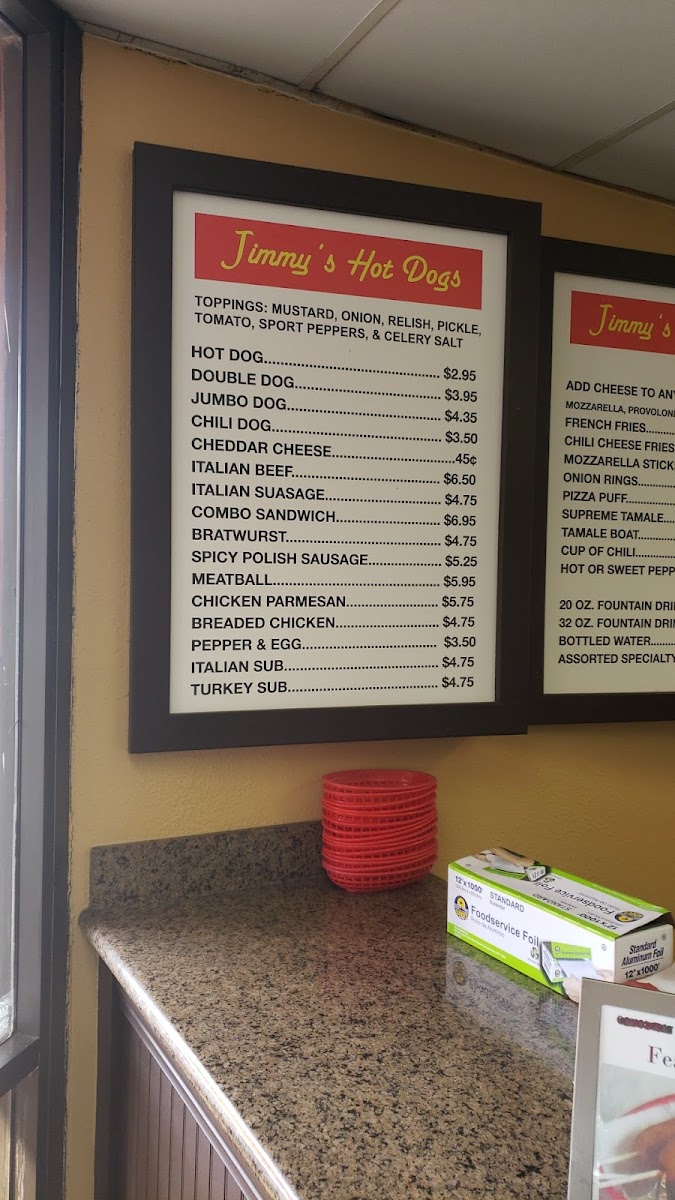 Jimmy's Hot Dogs
TOPPINGS: MUSTARD, ONION, RELISH, PICKLE,
TOMATO, SPORT PEPPERS, & CELERY SALT
HOT DOG............................................ $2.95
DOUBLE DOG.................................... $3.95
JUMBO DOG...................................... $4.35
CHILI DOG.......................................... $3.50
CHEDDAR CHEESE..............................45¢
ITALIAN BEEF.................................... $6.50
ITALIAN SUASAGE............................ $4.75
COMBO SANDWICH......................... $6.95
BRATWURST...................................... $4.75
SPICY POLISH SAUSAGE.................. $5.25
MEATBALL......................................... $5.95
CHICKEN PARMESAN....................... $5.75
BREADED CHICKEN.......................... $4.75
PEPPER & EGG................................. $3.50
ITALIAN SUB...................................... $4.75
TURKEY SUB..................................... $4.75
Jimmy's
ADD CHEESE TO
MOZZARELLA,
FRENCH FRIES..........
CHILI CHEESE FRIES
MOZZARELLA
ONION RINGS.........
PIZZA PUFF............
SUPREME TAMALE....
TAMALE BOAT.........
CUP OF CHILI..........
HOT OR SWEET
20 OZ. FOUNTAIN
32 OZ. FOUNTAIN
BOTTLED WATER......
ASSORTED SPECIALTY
12"x1000'
STANDARD
Foodservice Foil
STANDARD
Foodservice
12"x1000'
Standard
Aluminum Foil
12"x1000'